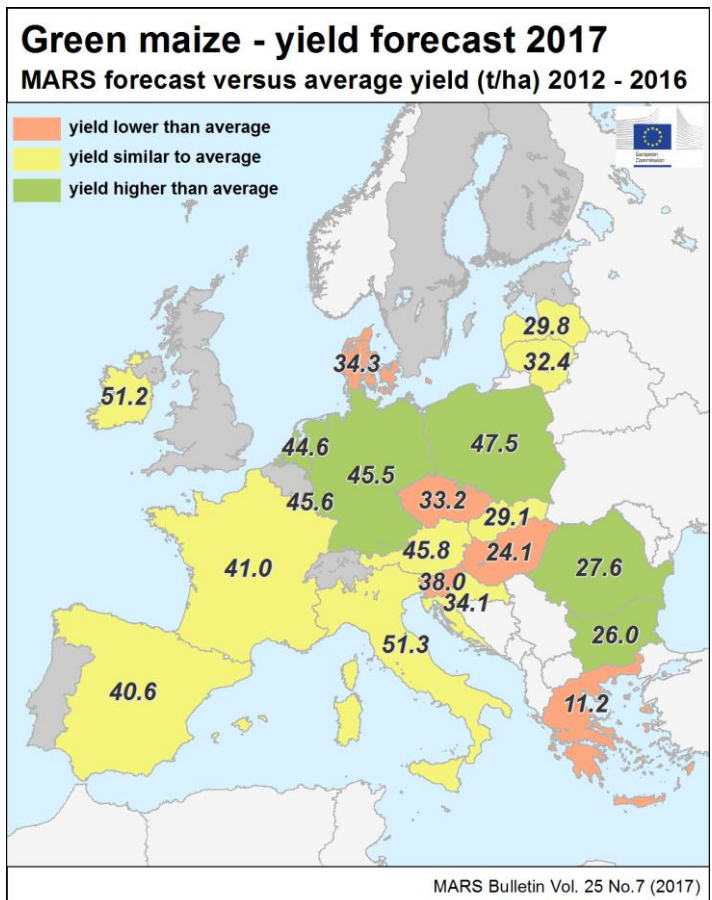 Green maize - yield forecast 2017
MARS forecast versus average yield (t/ha) 2012 - 2016
yield lower than average
yield similar to average
yield higher than average
European
Commission
29.8
34.3
32.4
51.2
44.6
47.5
45.5
45.6
33.2
29.1
45.8
24.1
41.0
38.0
27.6
34.1
26.0
51.3
40.6
11.2
MARS Bulletin Vol. 25 No.7 (2017)